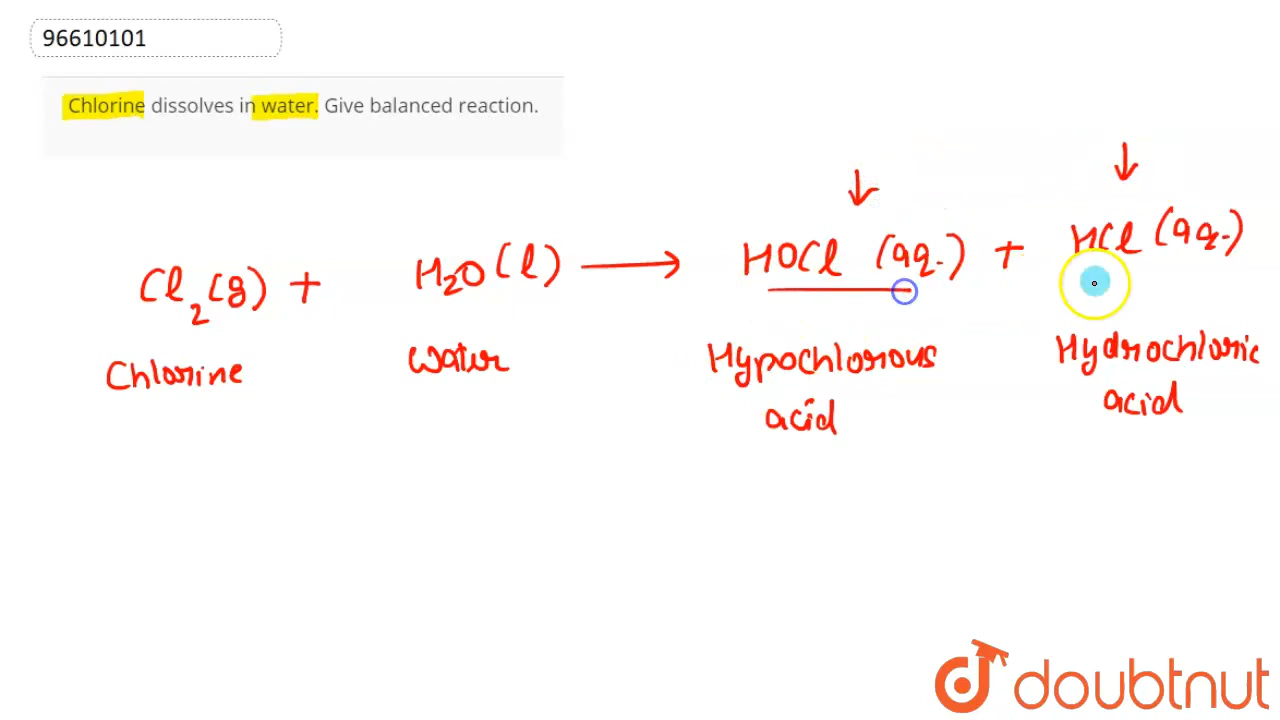 96610101
Chlorine dissolves in water. Give balanced reaction.
Cl2(g) + H2O(l) → HOCl (aq.) + HCl (aq.)
Chlorine Water Hypochlorous Hydrochloric
acid acid
doubtnut